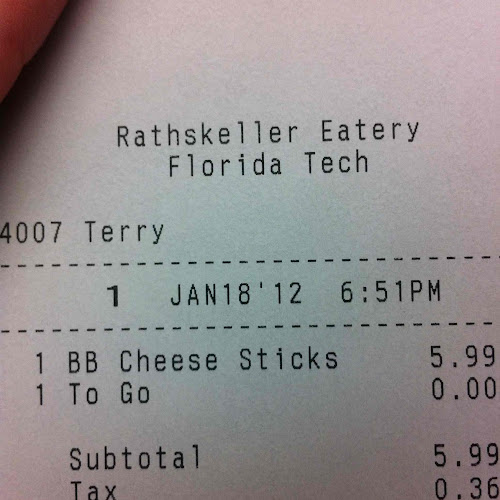 Rathskeller Eatery
Florida Tech
4007 Terry
1 JAN18'12 6:51PM
1 BB Cheese Sticks 5.99
1 To Go 0.00
Subtotal 5.99
Tax 0.36